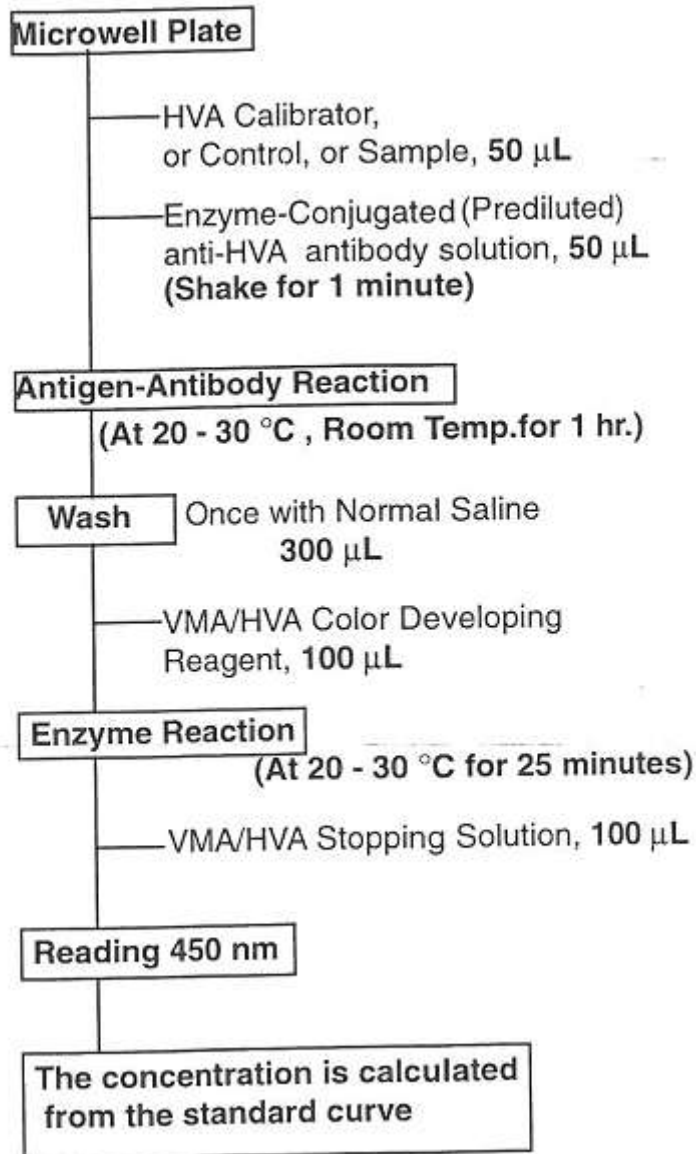 Microwell Plate
HVA Calibrator,
or Control, or Sample, 50 µL
Enzyme-Conjugated (Prediluted)
anti-HVA antibody solution, 50 µL
(Shake for 1 minute)
Antigen-Antibody Reaction
(At 20 - 30 °C , Room Temp.for 1 hr.)
Wash Once with Normal Saline
300 µL
VMA/HVA Color Developing
Reagent, 100 µL
Enzyme Reaction
(At 20 - 30 °C for 25 minutes)
VMA/HVA Stopping Solution, 100 µL
Reading 450 nm
The concentration is calculated
from the standard curve